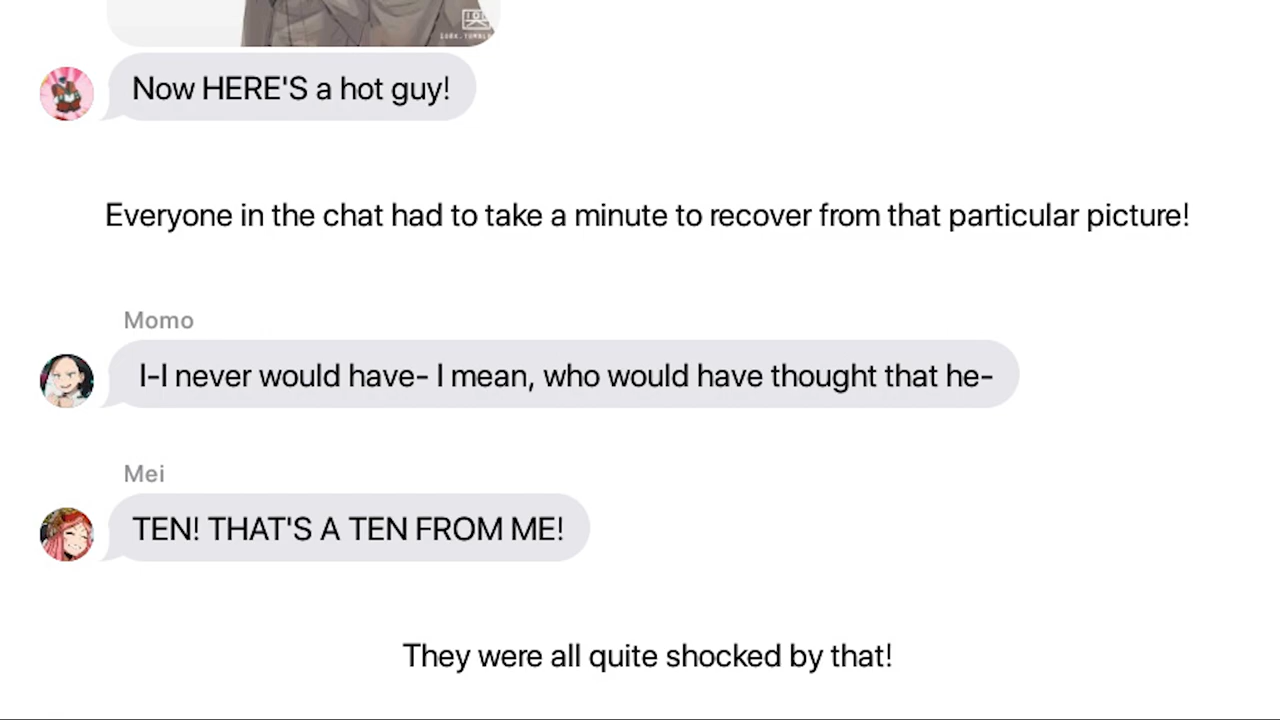 Now HERE'S a hot guy!
Everyone in the chat had to take a minute to recover from that particular picture!
Momo
I-I never would have- I mean, who would have thought that he-
Mei
TEN! THAT'S A TEN FROM ME!
They were all quite shocked by that!